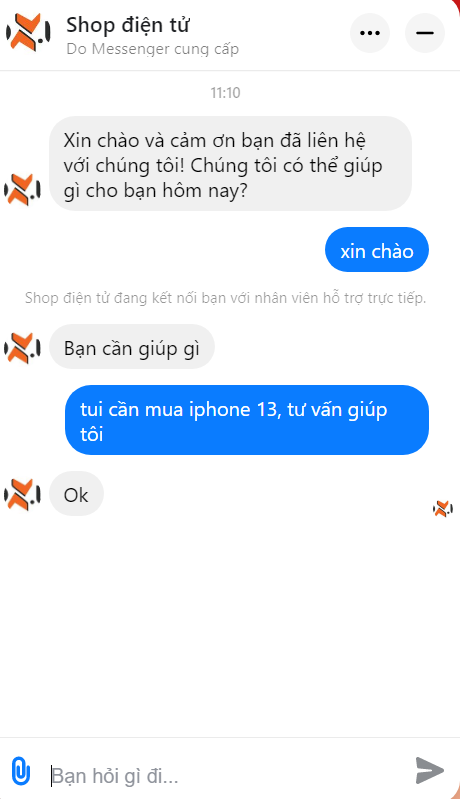 Shop điện tử
Do Messenger cung cấp
11:10
Xin chào và cảm ơn bạn đã liên hệ
với chúng tôi! Chúng tôi có thể giúp
gì cho bạn hôm nay?
xin chào
Shop điện tử đang kết nối bạn với nhân viên hỗ trợ trực tiếp.
Bạn cần giúp gì
tui cần mua iphone 13, tư vấn giúp
tôi
Ok
Bạn hỏi gì đi...